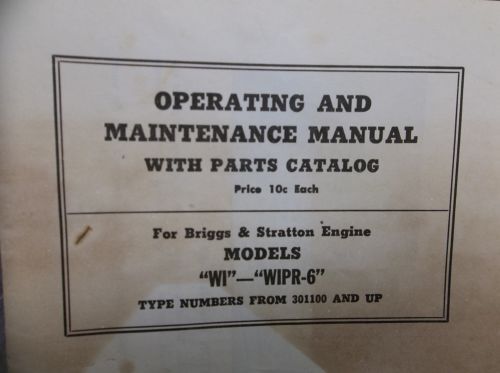 OPERATING AND
MAINTENANCE MANUAL
WITH PARTS CATALOG
Price 10c Each
For Briggs & Stratton Engine
MODELS
“WI”—“WIPR-6”
TYPE NUMBERS FROM 301100 AND UP